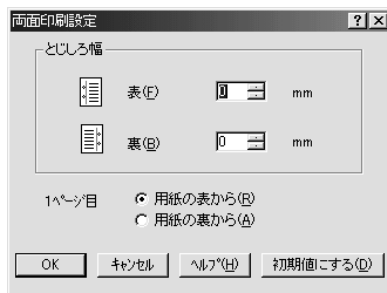 両面印刷設定
とじしろ幅
表(F) 0 mm
裏(B) 0 mm
1ﾍﾟｰｼﾞ目 用紙の表から(R)
用紙の裏から(A)
OK ｷｬﾝｾﾙ ﾍﾙﾌﾟ(H) 初期値にする(D)